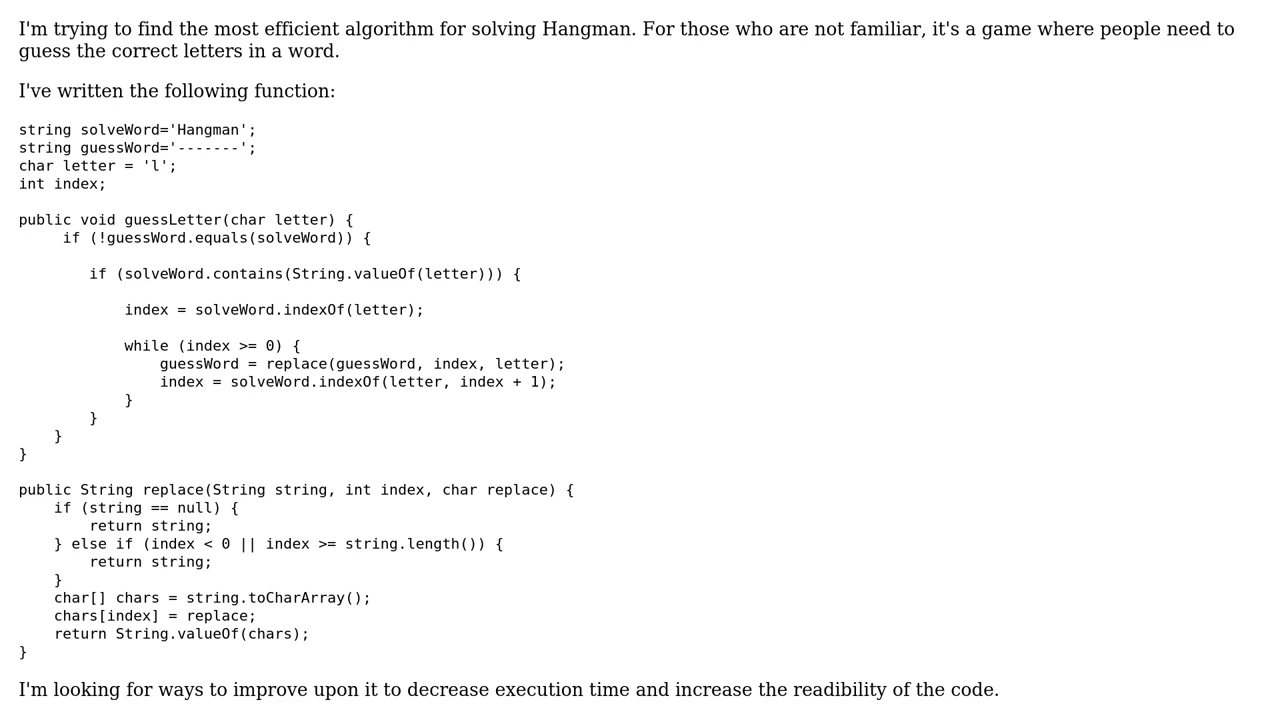 I'm trying to find the most efficient algorithm for solving Hangman. For those who are not familiar, it's a game where people need to
guess the correct letters in a word.
I've written the following function:
string solveWord='Hangman';
string guessWord='-------';
char letter = 'l';
int index;
public void guessLetter(char letter) {
if (!guessWord.equals(solveWord)) {
if (solveWord.contains(String.valueOf(letter))) {
index = solveWord.indexOf(letter);
while (index >= 0) {
guessWord = replace(guessWord, index, letter);
index = solveWord.indexOf(letter, index + 1);
}
}
}
}
public String replace(String string, int index, char replace) {
if (string == null) {
return string;
} else if (index < 0 || index >= string.length()) {
return string;
}
char[] chars = string.toCharArray();
chars[index] = replace;
return String.valueOf(chars);
}
I'm looking for ways to improve upon it to decrease execution time and increase the readibility of the code.